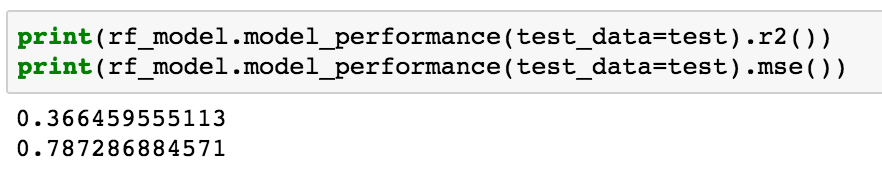 print(rf_model.model_performance(test_data=test).r2())
print(rf_model.model_performance(test_data=test).mse())
0.366459555113
0.787286884571